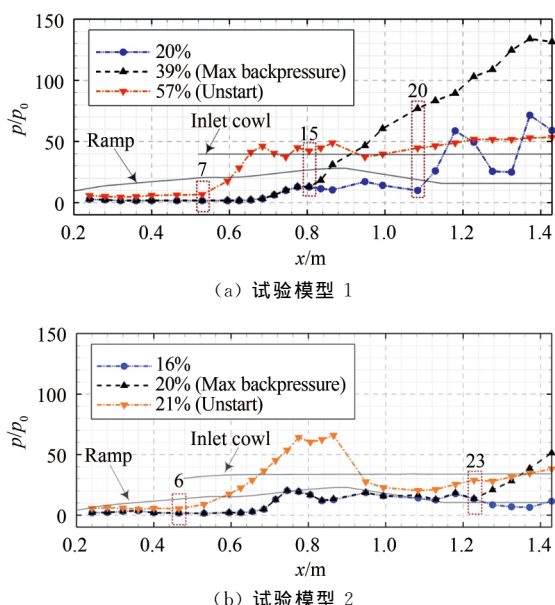 150
100
50
0
p/p0
20%
39% (Max backpressure)
57% (Unstart)
Inlet cowl
Ramp
7
15
20
0.2 0.4 0.6 0.8 1.0 1.2 1.4
x/m
(a) 试验模型 1
150
100
50
0
p/p0
16%
20% (Max backpressure)
21% (Unstart)
Inlet cowl
Ramp
6
23
0.2 0.4 0.6 0.8 1.0 1.2 1.4
x/m
(b) 试验模型 2